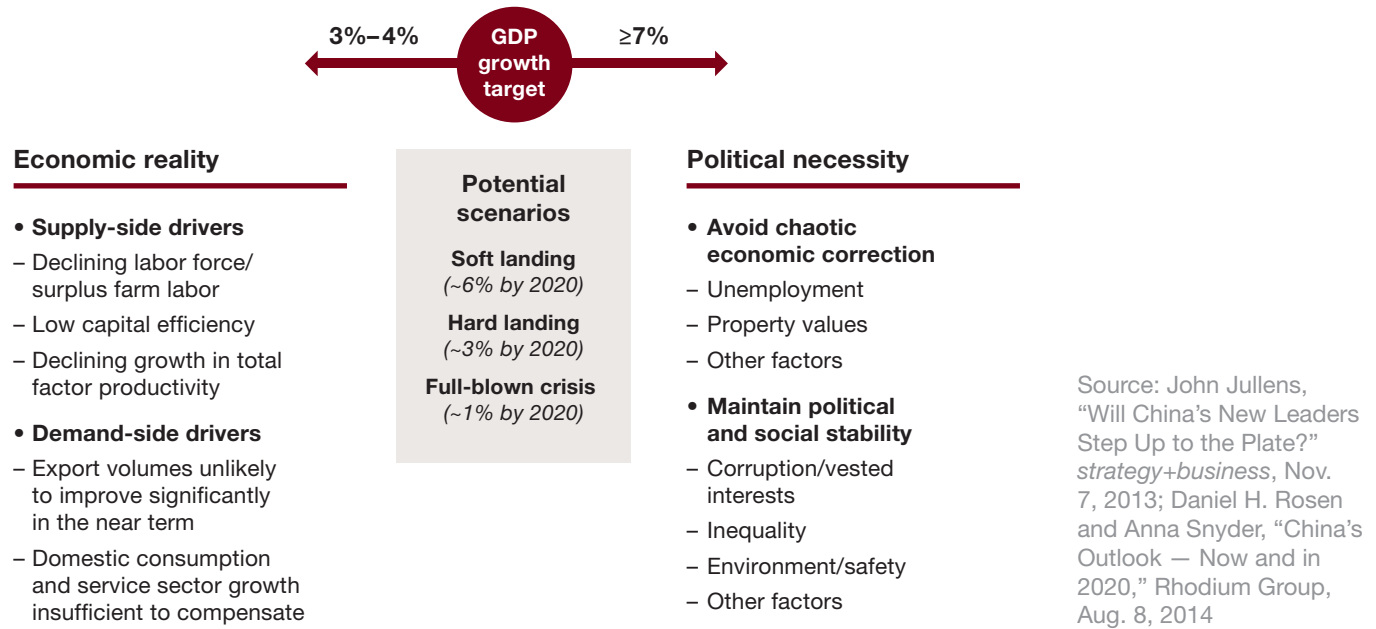 3%–4%
GDP
growth
target
≥7%
Economic reality
• Supply-side drivers
– Declining labor force/
surplus farm labor
– Low capital efficiency
– Declining growth in total
factor productivity
• Demand-side drivers
– Export volumes unlikely
to improve significantly
in the near term
– Domestic consumption
and service sector growth
insufficient to compensate
Potential
scenarios
Soft landing
(~6% by 2020)
Hard landing
(~3% by 2020)
Full-blown crisis
(~1% by 2020)
Political necessity
• Avoid chaotic
economic correction
– Unemployment
– Property values
– Other factors
• Maintain political
and social stability
– Corruption/vested
interests
– Inequality
– Environment/safety
– Other factors
Source: John Jullens,
“Will China’s New Leaders
Step Up to the Plate?”
strategy+business, Nov.
7, 2013; Daniel H. Rosen
and Anna Snyder, “China’s
Outlook — Now and in
2020,” Rhodium Group,
Aug. 8, 2014